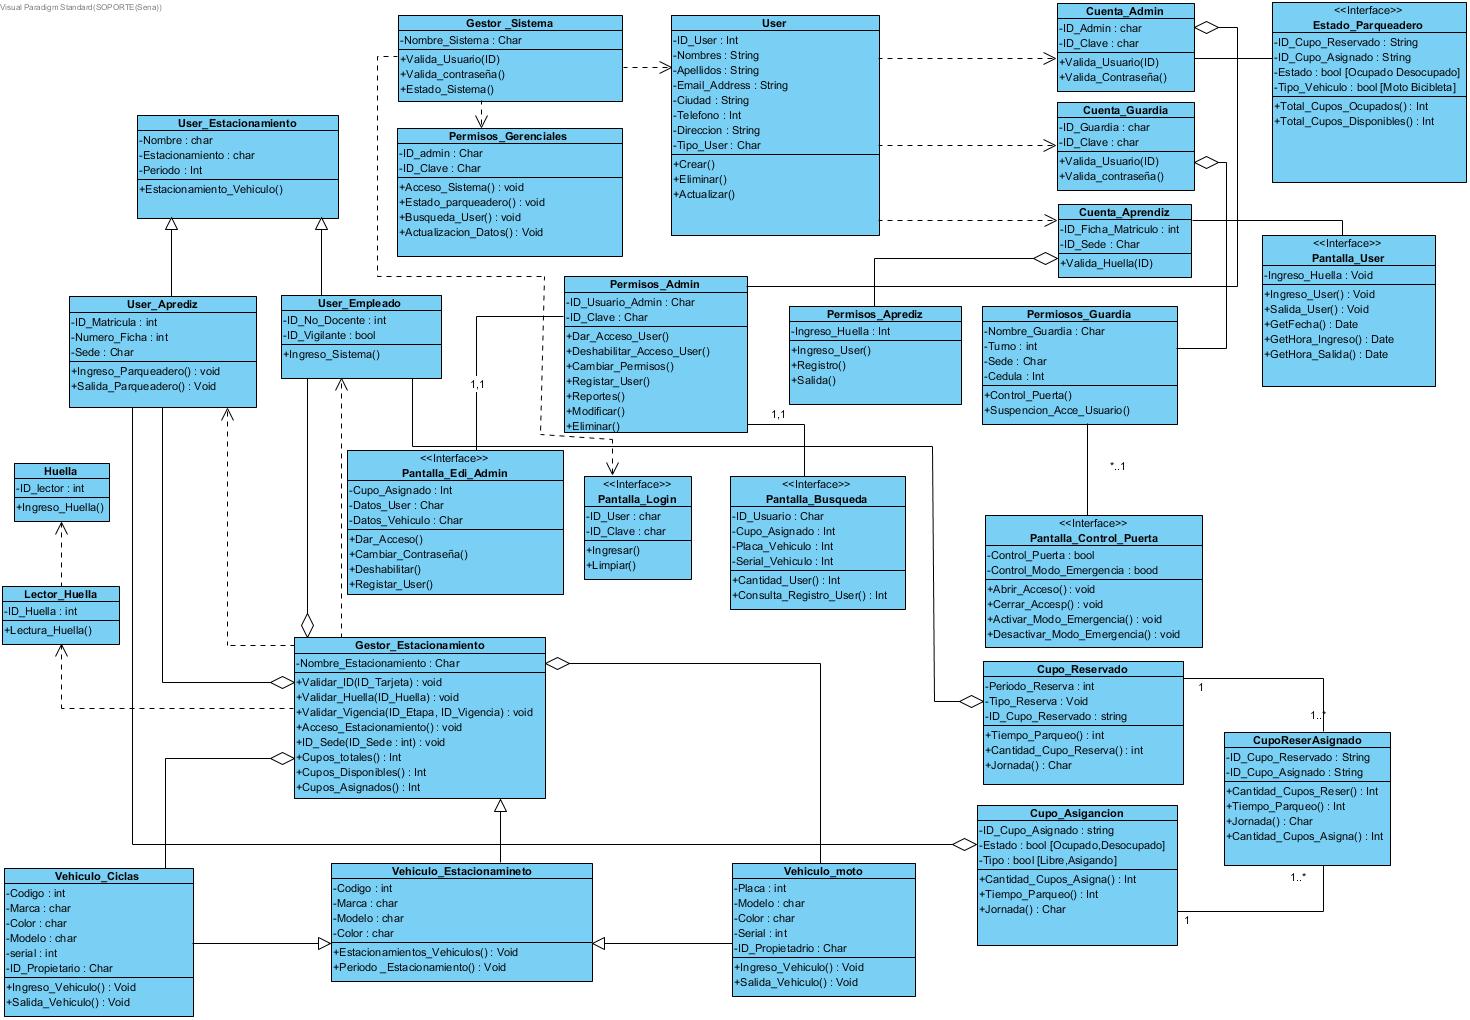 Visual Paradigm Standard(SOPORTE(Sena))
Gestor _Sistema
-Nombre_Sistema : Char
+Valida_Usuario(ID)
+Valida_contraseña()
+Estado_Sistema()
User
-ID_User : Int
-Nombres : String
-Apellidos : String
-Email_Address : String
-Ciudad : String
-Telefono : Int
-Direccion : String
-Tipo_User : Char
+Crear()
+Eliminar()
+Actualizar()
Cuenta_Admin
-ID_Admin : char
-ID_Clave : char
+Valida_Usuario(ID)
+Valida_Contraseña()
<<Interface>>
Estado_Parqueadero
-ID_Cupo_Reservado : String
-ID_Cupo_Asignado : String
-Estado : bool [Ocupado Desocupado]
-Tipo_Vehiculo : bool [Moto Bicibleta]
+Total_Cupos_Ocupados() : Int
+Total_Cupos_Disponibles() : Int
Cuenta_Guardia
-ID_Guardia : char
-ID_Clave : char
+Valida_Usuario(ID)
+Valida_contraseña()
User_Estacionamiento
-Nombre : char
-Estacionamiento : char
-Periodo : Int
+Estacionamiento_Vehiculo()
Permisos_Gerenciales
-ID_admin : Char
-ID_Clave : Char
+Acceso_Sistema() : void
+Estado_parqueadero() : void
+Busqueda_User() : void
+Actualizacion_Datos() : Void
Cuenta_Aprendiz
-ID_Ficha_Matriculo : int
-ID_Sede : Char
+Valida_Huella(ID)
<<Interface>>
Pantalla_User
-Ingreso_Huella : Void
+Ingreso_User() : Void
+Salida_User() : Void
+GetFecha() : Date
+GetHora_Ingreso() : Date
+GetHora_Salida() : Date
User_Aprediz
-ID_Matricula : int
-Numero_Ficha : int
-Sede : Char
+Ingreso_Parqueadero() : void
+Salida_Parqueadero() : Void
User_Empleado
-ID_No_Docente : int
-ID_Vigilante : bool
+Ingreso_Sistema()
Permisos_Admin
-ID_Usuario_Admin : Char
-ID_Clave : Char
+Dar_Acceso_User()
+Deshabilitar_Acceso_User()
+Cambiar_Permisos()
+Registar_User()
+Reportes()
+Modificar()
+Eliminar()
Permisos_Aprediz
-Ingreso_Huella : Int
+Ingreso_User()
+Registro()
+Salida()
Permiosos_Guardia
-Nombre_Guardia : Char
-Turno : int
-Sede : Char
-Cedula : Int
+Control_Puerta()
+Suspencion_Acce_Usuario()
1,1
1,1
*..1
Huella
-ID_lector : int
+Ingreso_Huella()
<<Interface>>
Pantalla_Edi_Admin
-Cupo_Asignado : Int
-Datos_User : Char
-Datos_Vehiculo : Char
+Dar_Acceso()
+Cambiar_Contraseña()
+Deshabilitar()
+Registar_User()
<<Interface>>
Pantalla_Login
-ID_User : char
-ID_Clave : char
+Ingresar()
+Limpiar()
<<Interface>>
Pantalla_Busqueda
-ID_Usuario : Char
-Cupo_Asignado : Int
-Placa_Vehiculo : Int
-Serial_Vehiculo : Int
+Cantidad_User() : Int
+Consulta_Registro_User() : Int
<<Interface>>
Pantalla_Control_Puerta
-Control_Puerta : bool
-Control_Modo_Emergencia : bood
+Abrir_Acceso() : void
+Cerrar_Accesp() : void
+Activar_Modo_Emergencia() : void
+Desactivar_Modo_Emergencia() : void
Lector_Huella
-ID_Huella : int
+Lectura_Huella()
Gestor_Estacionamiento
-Nombre_Estacionamiento : Char
+Validar_ID(ID_Tarjeta) : void
+Validar_Huella(ID_Huella) : void
+Validar_Vigencia(ID_Etapa, ID_Vigencia) : void
+Acceso_Estacionamiento() : void
+ID_Sede(ID_Sede : int) : void
+Cupos_totales() : Int
+Cupos_Disponibles() : Int
+Cupos_Asignados() : Int
Cupo_Reservado
-Periodo_Reserva : int
-Tipo_Reserva : Void
-ID_Cupo_Reservado : string
+Tiempo_Parqueo() : int
+Cantidad_Cupo_Reserva() : int
+Jornada() : Char
1
1..*
CupoReserAsignado
-ID_Cupo_Reservado : String
-ID_Cupo_Asignado : String
+Cantidad_Cupos_Reser() : Int
+Tiempo_Parqueo() : Int
+Jornada() : Char
+Cantidad_Cupos_Asigna() : Int
1..*
1
Cupo_Asigancion
-ID_Cupo_Asignado : string
-Estado : bool [Ocupado,Desocupado]
-Tipo : bool [Libre,Asigando]
+Cantidad_Cupos_Asigna() : Int
+Tiempo_Parqueo() : Int
+Jornada() : Char
Vehiculo_Ciclas
-Codigo : int
-Marca : char
-Color : char
-Modelo : char
-serial : int
-ID_Propietario : Char
+Ingreso_Vehiculo() : Void
+Salida_Vehiculo() : Void
Vehiculo_Estacionamineto
-Codigo : int
-Marca : char
-Modelo : char
-Color : char
+Estacionamientos_Vehiculos() : Void
+Periodo _Estacionamiento() : Void
Vehiculo_moto
-Placa : int
-Modelo : char
-Color : char
-Serial : int
-ID_Propietadrio : Char
+Ingreso_Vehiculo() : Void
+Salida_Vehiculo() : Void